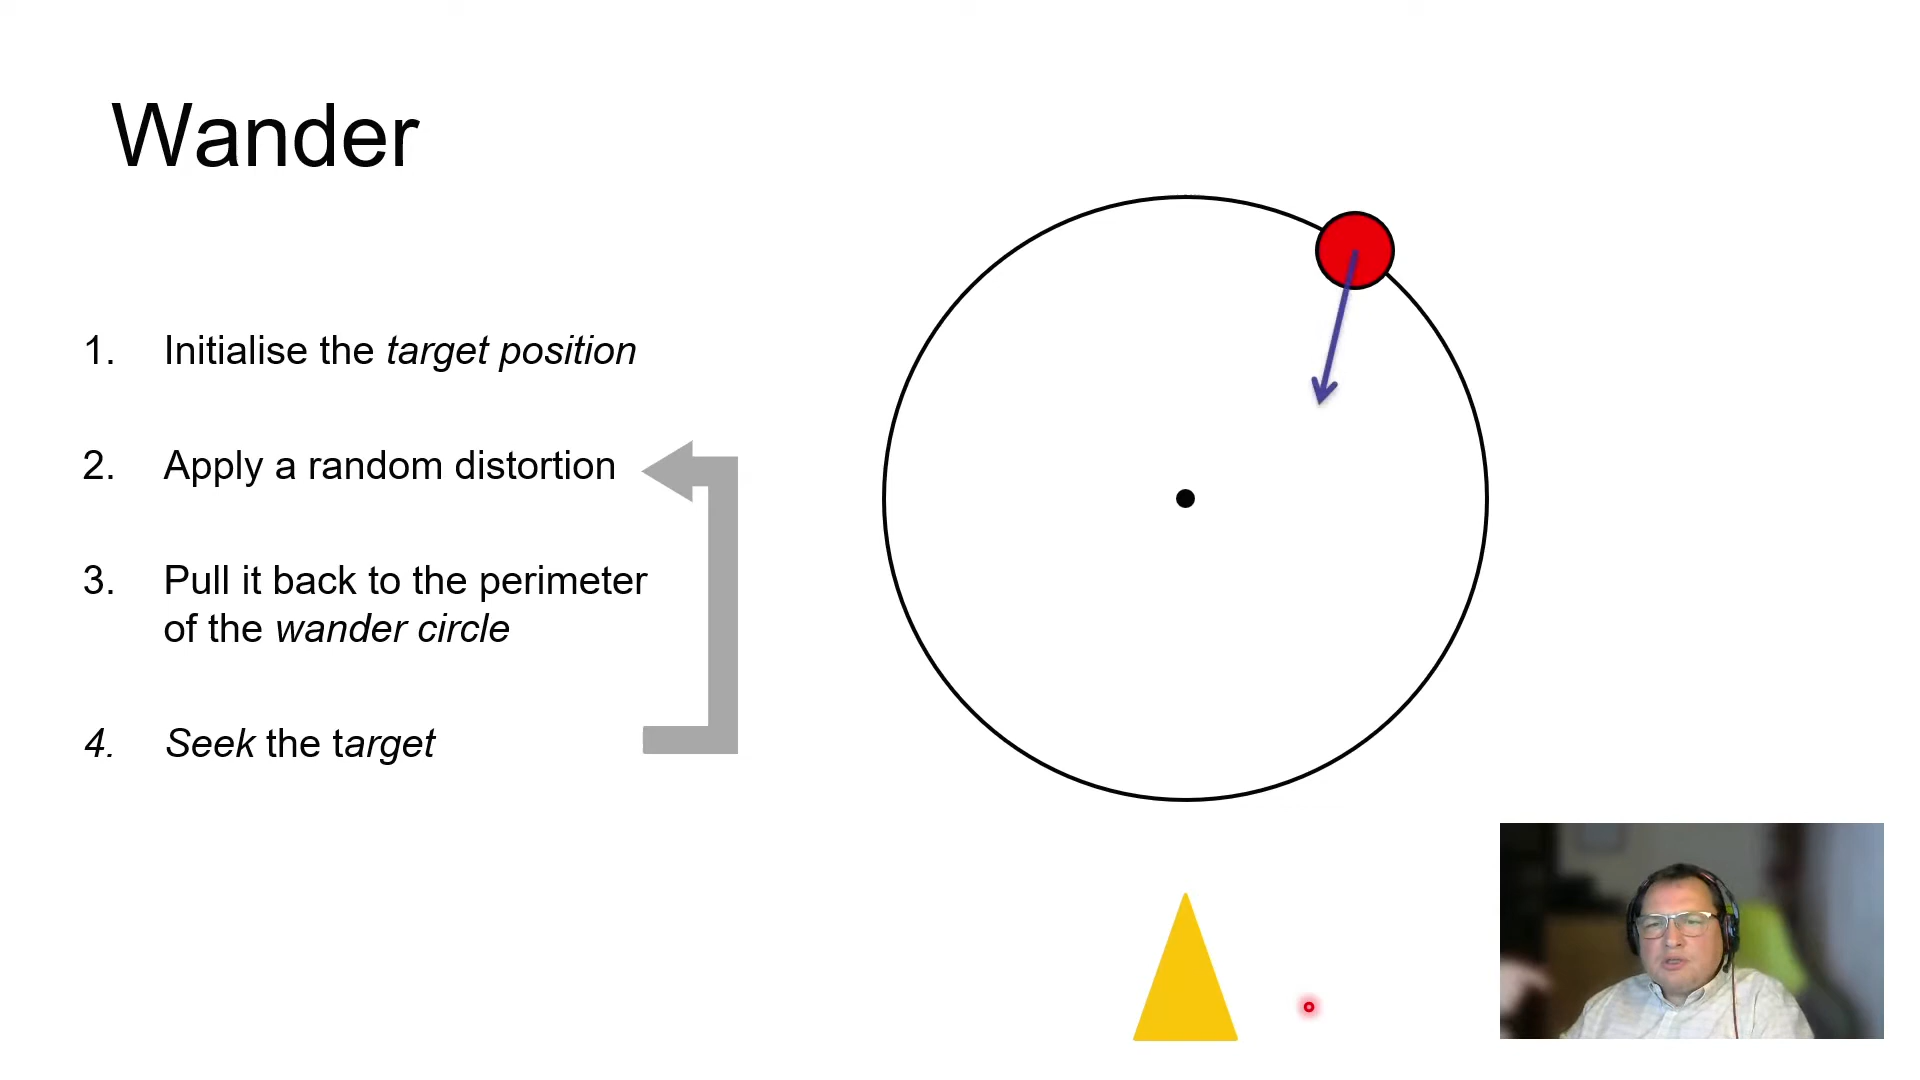 Wander
1. Initialise the target position
2. Apply a random distortion
3. Pull it back to the perimeter
of the wander circle
4. Seek the target